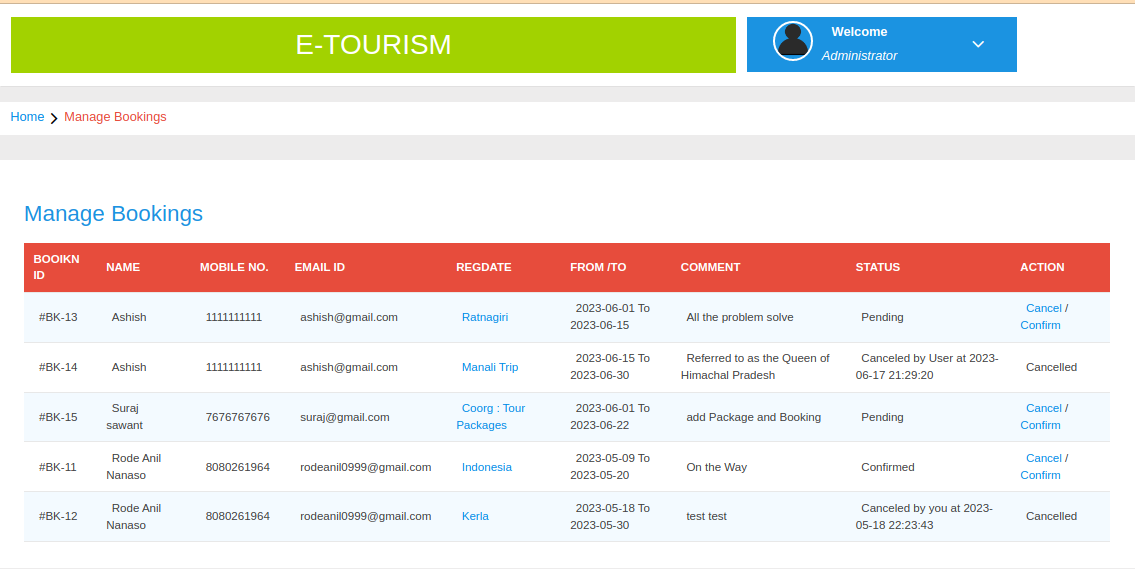 E-TOURISM
Welcome
Administrator
Home Manage Bookings
Manage Bookings
BOOIKN ID NAME MOBILE NO. EMAIL ID REGDATE FROM /TO COMMENT STATUS ACTION
#BK-13 Ashish 1111111111 ashish@gmail.com Ratnagiri 2023-06-01 To 2023-06-15 All the problem solve Pending Cancel / Confirm
#BK-14 Ashish 1111111111 ashish@gmail.com Manali Trip 2023-06-15 To 2023-06-30 Referred to as the Queen of Himachal Pradesh Canceled by User at 2023-06-17 21:29:20 Cancelled
#BK-15 Suraj sawant 7676767676 suraj@gmail.com Coorg : Tour Packages 2023-06-01 To 2023-06-22 add Package and Booking Pending Cancel / Confirm
#BK-11 Rode Anil Nanaso 8080261964 rodeanil0999@gmail.com Indonesia 2023-05-09 To 2023-05-20 On the Way Confirmed Cancel / Confirm
#BK-12 Rode Anil Nanaso 8080261964 rodeanil0999@gmail.com Kerla 2023-05-18 To 2023-05-30 test test Canceled by you at 2023-05-18 22:23:43 Cancelled